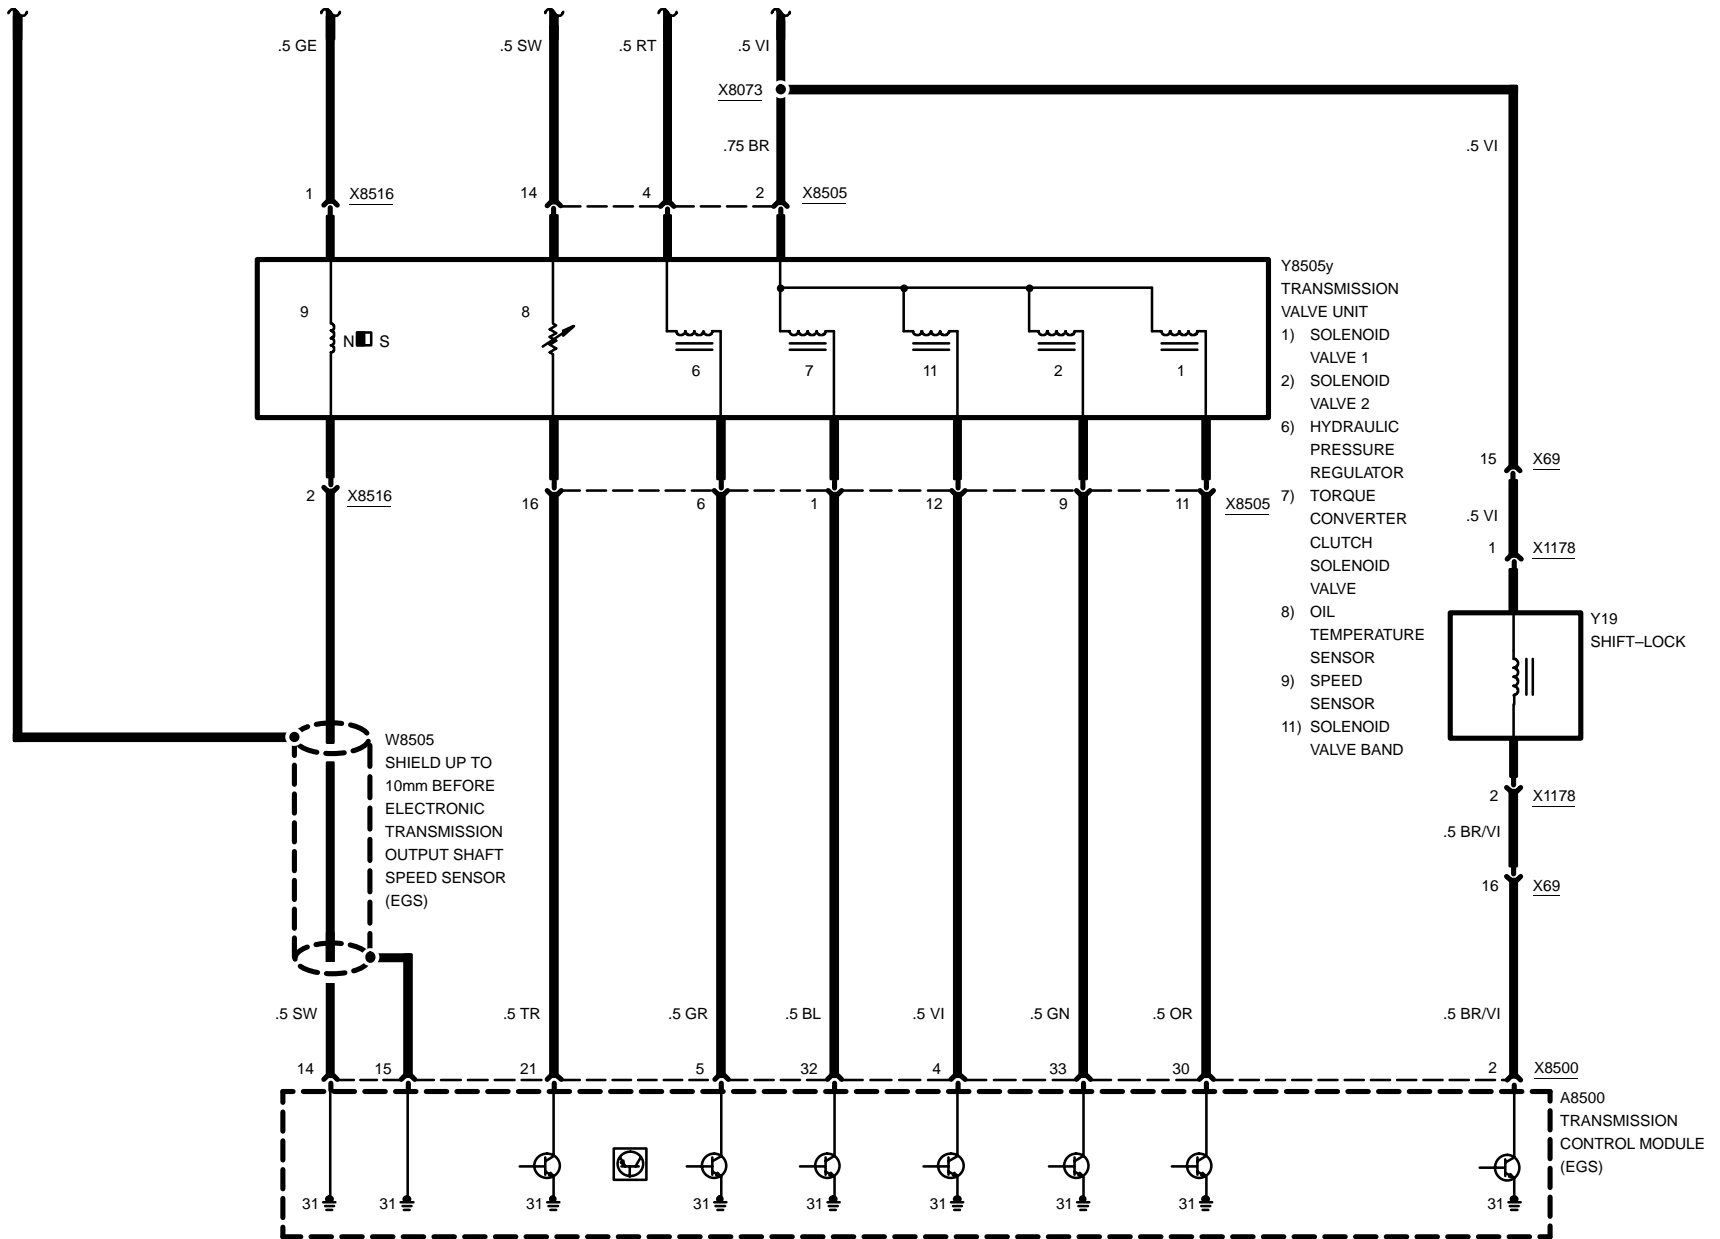 .5 GE
.5 SW
.5 RT
.5 VI
X8073
.75 BR
.5 VI
1
X8516
14
4
2
X8505
9
N S
8
6
7
11
2
1
Y8505y
TRANSMISSION
VALVE UNIT
1) SOLENOID
VALVE 1
2) SOLENOID
VALVE 2
6) HYDRAULIC
PRESSURE
REGULATOR
7) TORQUE
CONVERTER
CLUTCH
SOLENOID
VALVE
8) OIL
TEMPERATURE
SENSOR
9) SPEED
SENSOR
11) SOLENOID
VALVE BAND
15
X69
.5 VI
1
X1178
Y19
SHIFT–LOCK
2
X1178
.5 BR/VI
16
X69
2
X8516
16
6
1
12
9
11
X8505
W8505
SHIELD UP TO
10mm BEFORE
ELECTRONIC
TRANSMISSION
OUTPUT SHAFT
SPEED SENSOR
(EGS)
.5 SW
.5 TR
.5 GR
.5 BL
.5 VI
.5 GN
.5 OR
.5 BR/VI
14
15
21
5
32
4
33
30
2
X8500
A8500
TRANSMISSION
CONTROL MODULE
(EGS)
31
31
31
31
31
31
31
31
31